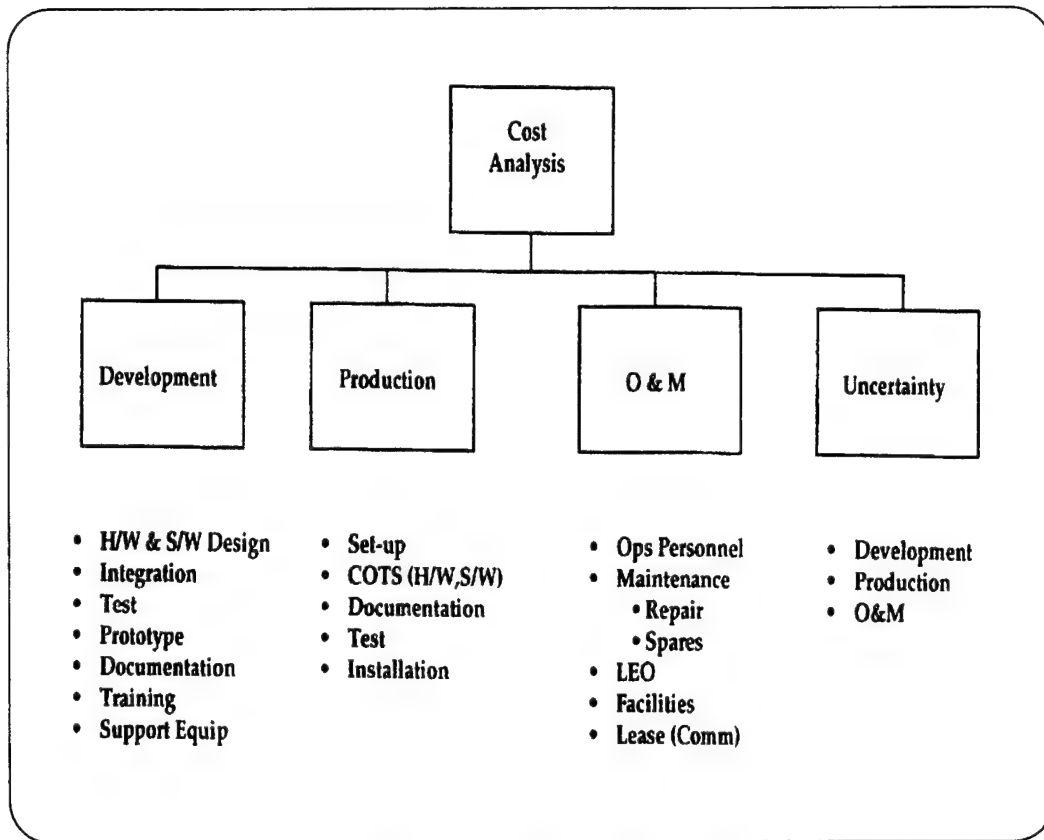 Cost
Analysis
Development
Production
O & M
Uncertainty
• H/W & S/W Design
• Integration
• Test
• Prototype
• Documentation
• Training
• Support Equip
• Set-up
• COTS (H/W,S/W)
• Documentation
• Test
• Installation
• Ops Personnel
• Maintenance
• Repair
• Spares
• LEO
• Facilities
• Lease (Comm)
• Development
• Production
• O&M